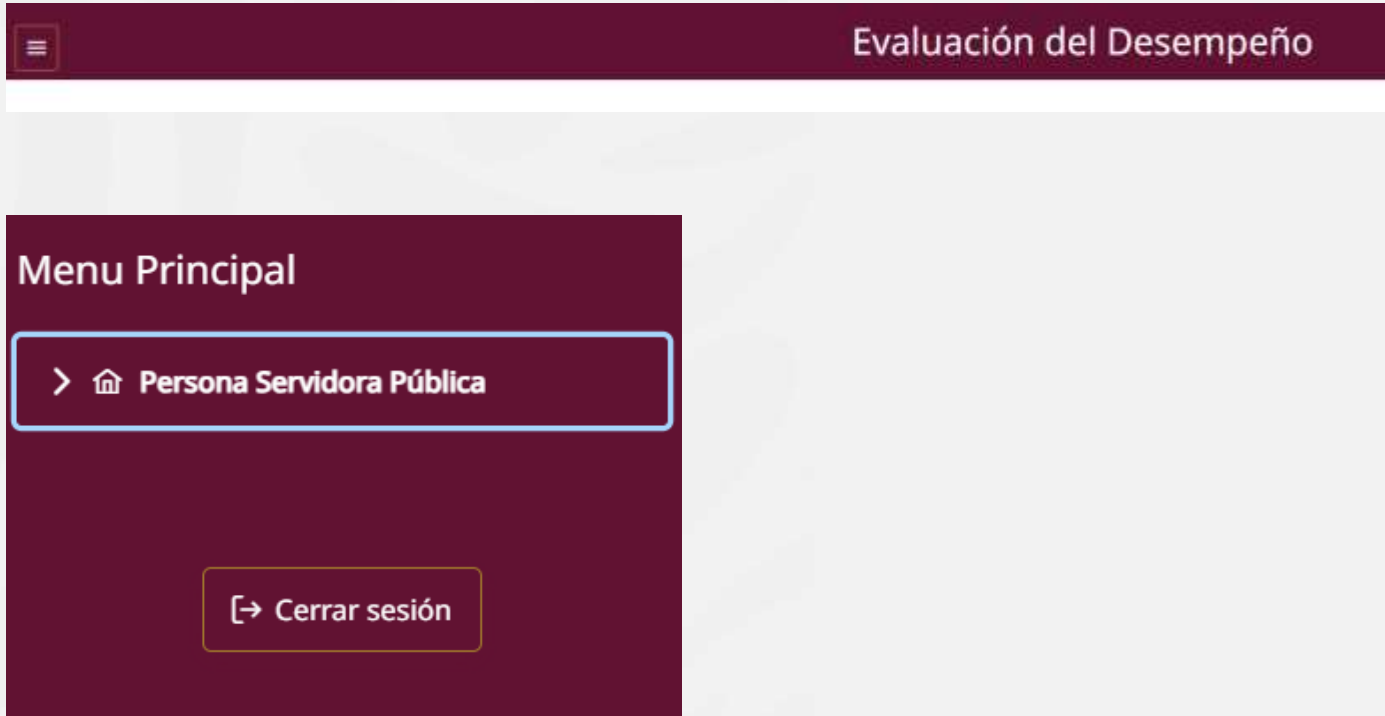 Evaluación del Desempeño
Menu Principal
Persona Servidora Pública
Cerrar sesión